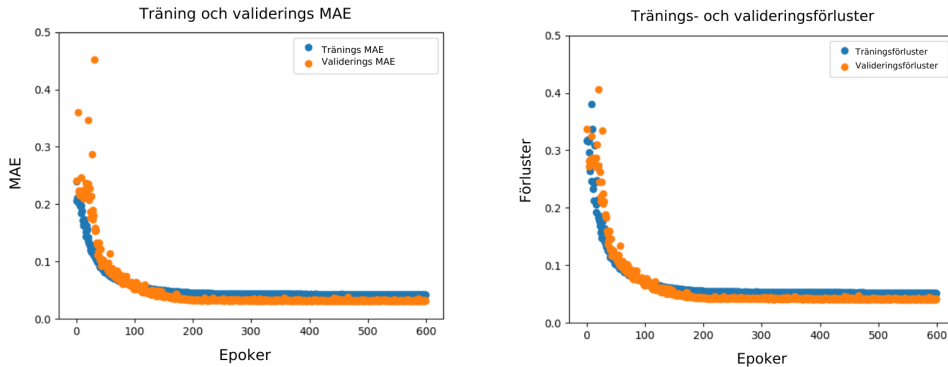 Träning och validerings MAE
0.5
0.4
0.3
0.2
0.1
0.0
MAE
Tränings MAE
Validerings MAE
0
100
200
300
400
500
600
Epoker
Tränings- och valideringsförluster
0.5
0.4
0.3
0.2
0.1
0.0
Förluster
Träningsförluster
Valideringsförluster
0
100
200
300
400
500
600
Epoker